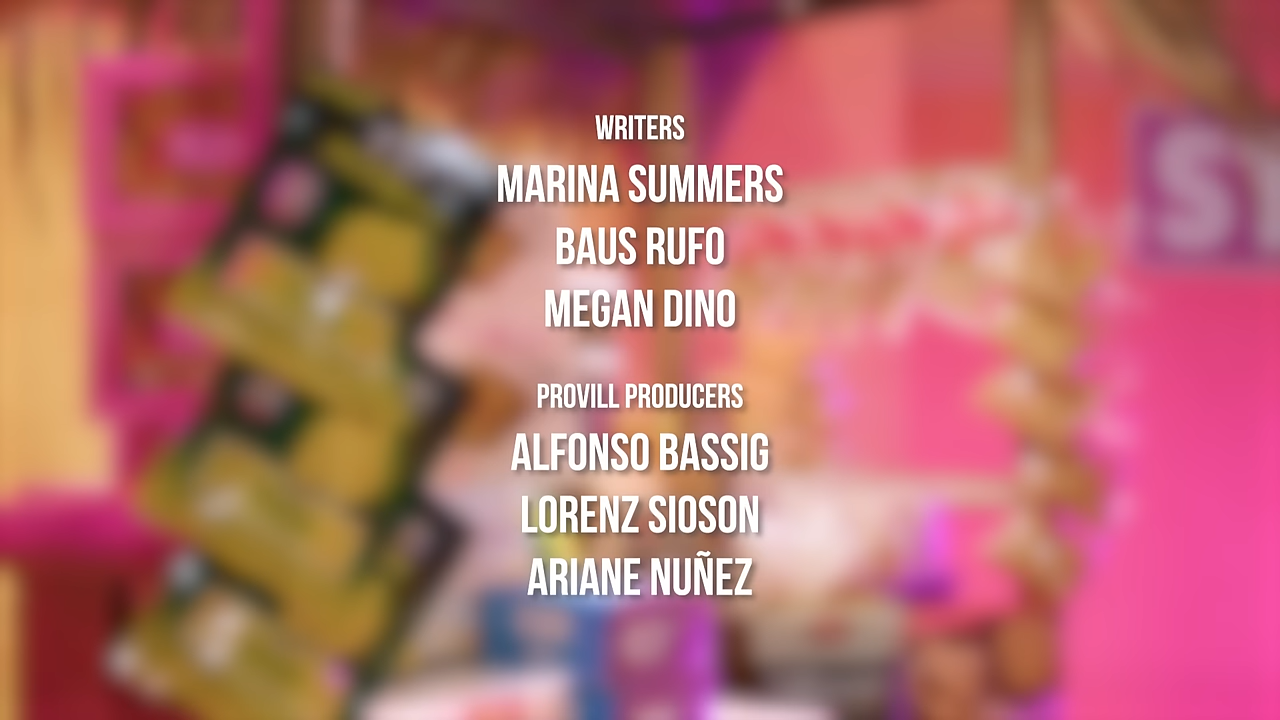 WRITERS
MARINA SUMMERS
BAUS RUFO
MEGAN DINO
PROVILL PRODUCERS
ALFONSO BASSIG
LORENZ SIOSON
ARIANE NUÑEZ